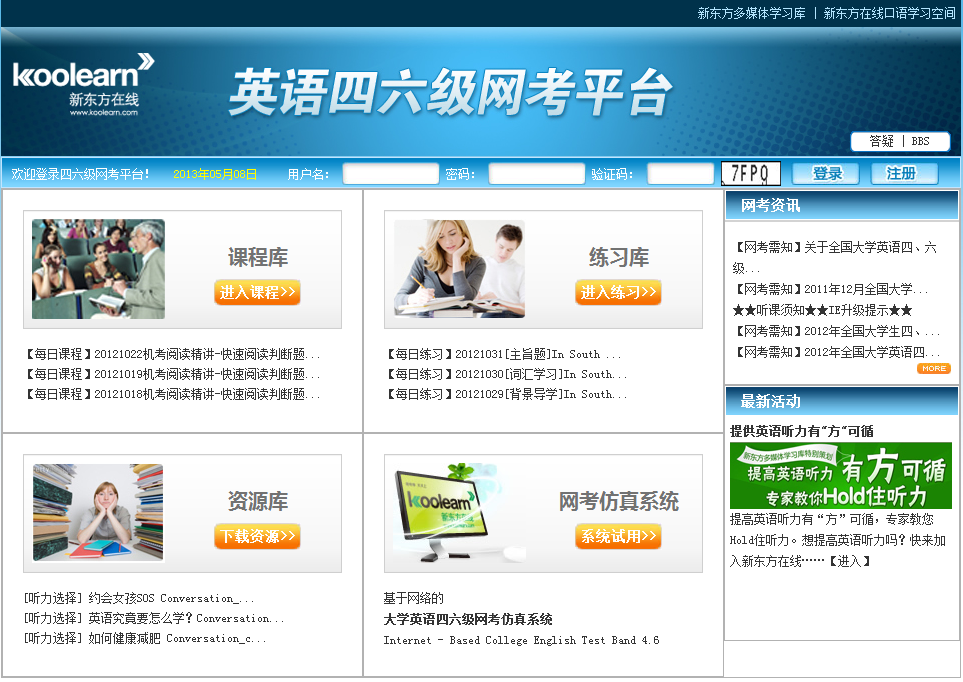 新东方多媒体学习库 | 新东方在线口语学习空间
koolearn
新东方在线
www.koolearn.com
英语四六级网考平台
答疑 | BBS
欢迎登录四六级网考平台! 2013年05月08日 用户名: 密码: 验证码: 7FPQ 登录 注册
课程库
进入课程>>
【每日课程】20121022机考阅读精讲-快速阅读判断题...
【每日课程】20121019机考阅读精讲-快速阅读判断题...
【每日课程】20121018机考阅读精讲-快速阅读判断题...
练习库
进入练习>>
【每日练习】20121031[主旨题]In South ...
【每日练习】20121030[词汇学习]In South...
【每日练习】20121029[背景导学]In South...
网考资讯
【网考需知】关于全国大学英语四、六
级...
【网考需知】2011年12月全国大学...
★★听课须知★★IE升级提示★★
【网考需知】2012年全国大学生四、...
【网考需知】2012年全国大学英语四...
MORE
资源库
下载资源>>
[听力选择] 约会女孩SOS Conversation_...
[听力选择] 英语究竟要怎么学? Conversation...
[听力选择] 如何健康减肥 Conversation_c...
koolearn
新东方在线
网考仿真系统
系统试用>>
基于网络的
大学英语四六级网考仿真系统
Internet - Based College English Test Band 4.6
最新活动
提供英语听力有"方"可循
新东方多媒体学习库特别策划
提高英语听力 有方可循
专家教你Hold住听力
提高英语听力有“方”可循，专家教您
Hold住听力。想提高英语听力吗? 快来加
入新东方在线……【进入】